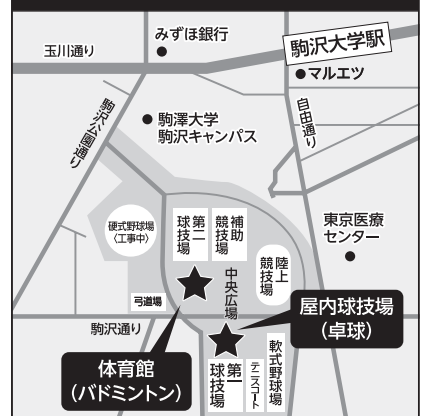 みずほ銀行
玉川通り
駒沢大学駅
マルエツ
駒沢公園通り
駒澤大学
駒沢キャンパス
自由通り
硬式野球場
〈工事中〉
第二
球技場
補助
競技場
陸上
競技場
東京医療
センター
中央広場
弓道場
屋内球技場
(卓球)
駒沢通り
体育館
(バドミントン)
第一
球技場
テニスコート
軟式野球場